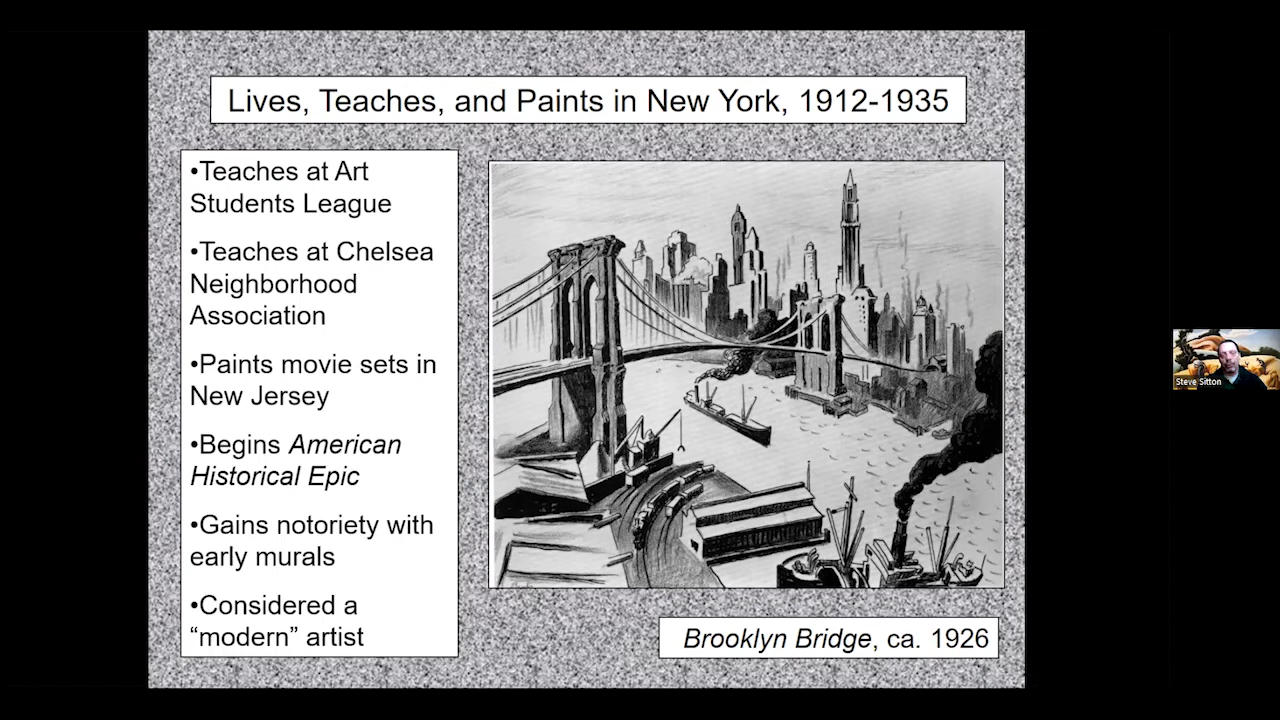 Lives, Teaches, and Paints in New York, 1912-1935
•Teaches at Art
Students League
•Teaches at Chelsea
Neighborhood
Association
•Paints movie sets in
New Jersey
•Begins American
Historical Epic
•Gains notoriety with
early murals
•Considered a
“modern” artist
Brooklyn Bridge, ca. 1926
Steve Sitton